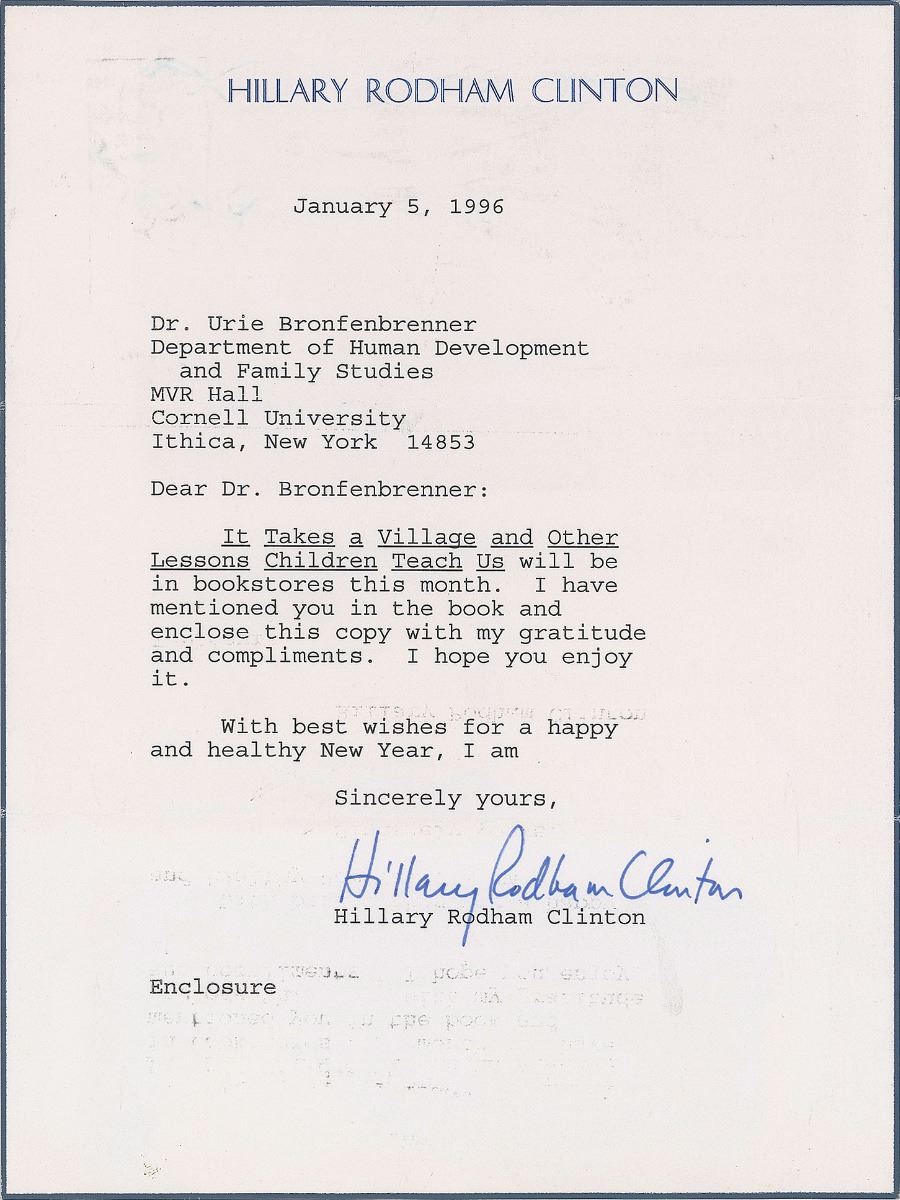 HILLARY RODHAM CLINTON
January 5, 1996
Dr. Urie Bronfenbrenner
Department of Human Development
and Family Studies
MVR Hall
Cornell University
Ithica, New York  14853
Dear Dr. Bronfenbrenner:
It Takes a Village and Other
Lessons Children Teach Us will be
in bookstores this month.  I have
mentioned you in the book and
enclose this copy with my gratitude
and compliments.  I hope you enjoy
it.
With best wishes for a happy
and healthy New Year, I am
Sincerely yours,
Hillary Rodham Clinton
Hillary Rodham Clinton
Enclosure